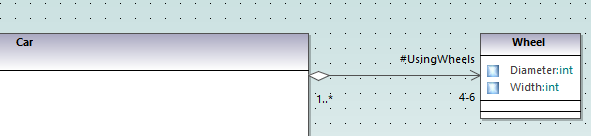 Car
Wheel
#UsingWheels
Diameter:int
Width:int
1..*
4-6